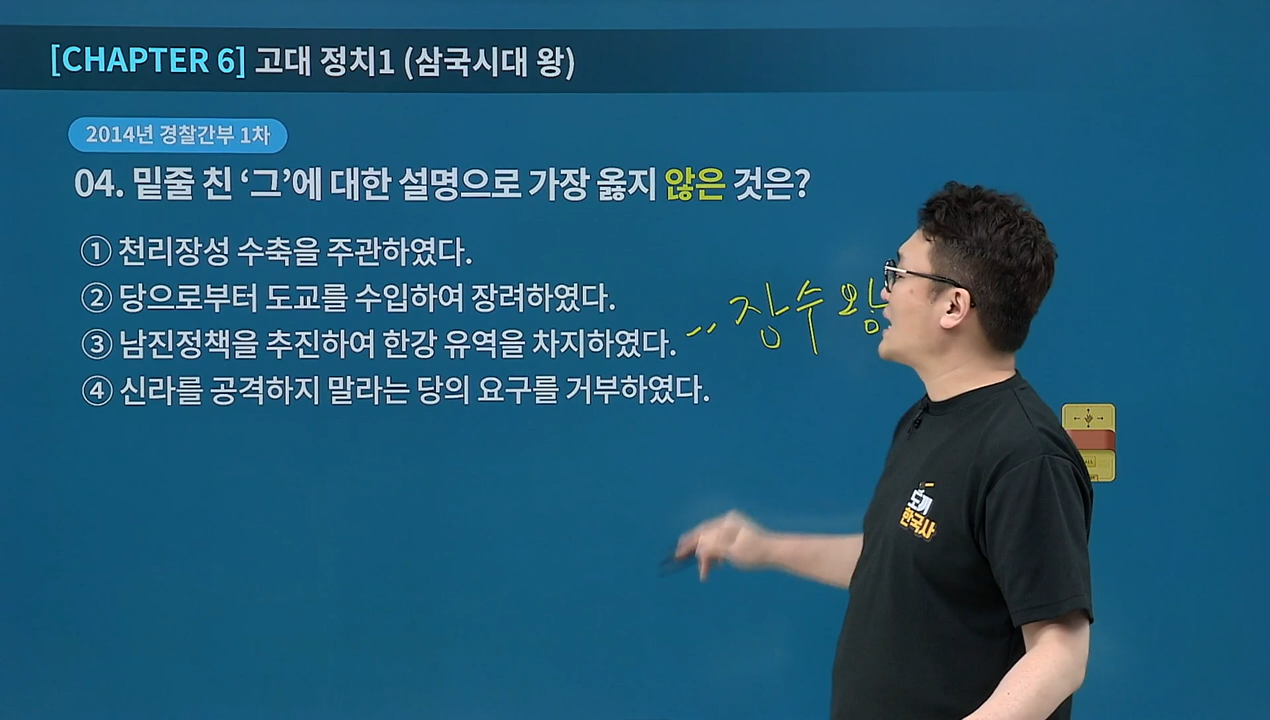 [CHAPTER 6] 고대 정치1 (삼국시대 왕)
2014년 경찰간부 1차
04. 밑줄 친 ‘그’에 대한 설명으로 가장 옳지 않은 것은?
① 천리장성 수축을 주관하였다.
② 당으로부터 도교를 수입하여 장려하였다.
③ 남진정책을 추진하여 한강 유역을 차지하였다.
장수왕
④ 신라를 공격하지 말라는 당의 요구를 거부하였다.
도끼
한국사